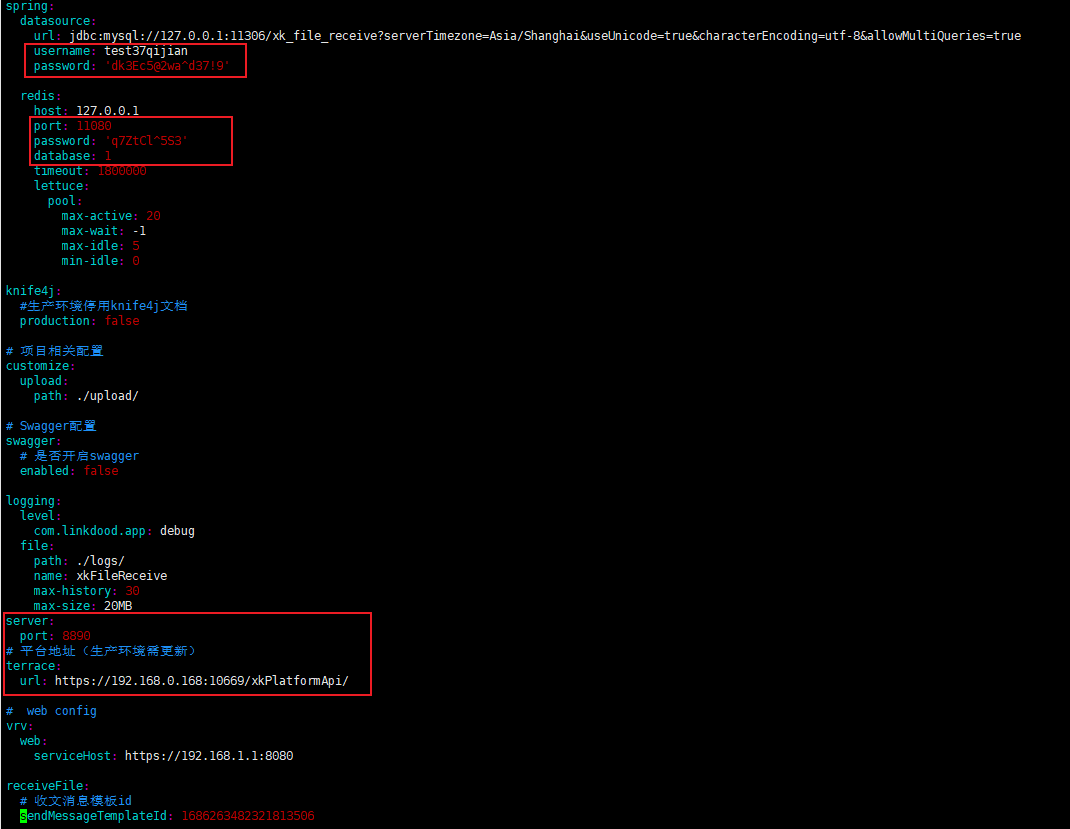 spring:
  datasource:
    url: jdbc:mysql://127.0.0.1:11306/xk_file_receive?serverTimezone=Asia/Shanghai&useUnicode=true&characterEncoding=utf-8&allowMultiQueries=true
    username: test37qijian
    password: 'dk3Ec5@2wa^d37!9'
  redis:
    host: 127.0.0.1
    port: 11080
    password: 'q7ZtCl^5S3'
    database: 1
    timeout: 1800000
    lettuce:
      pool:
        max-active: 20
        max-wait: -1
        max-idle: 5
        min-idle: 0
knife4j:
  #生产环境停用knife4j文档
  production: false
# 项目相关配置
customize:
  upload:
        path: ./upload/
# Swagger配置
swagger:
  # 是否开启swagger
  enabled: false
logging:
  level:
    com.linkdood.app: debug
  file:
    path: ./logs/
    name: xkFileReceive
    max-history: 30
    max-size: 20MB
server:
  port: 8890
# 平台地址（生产环境需更新）
terrace:
  url: https://192.168.0.168:10669/xkPlatformApi/
#  web config
vrv:
  web:
    serviceHost: https://192.168.1.1:8080
receiveFile:
  # 收文消息模板id
  sendMessageTemplateId: 1686263482321813506